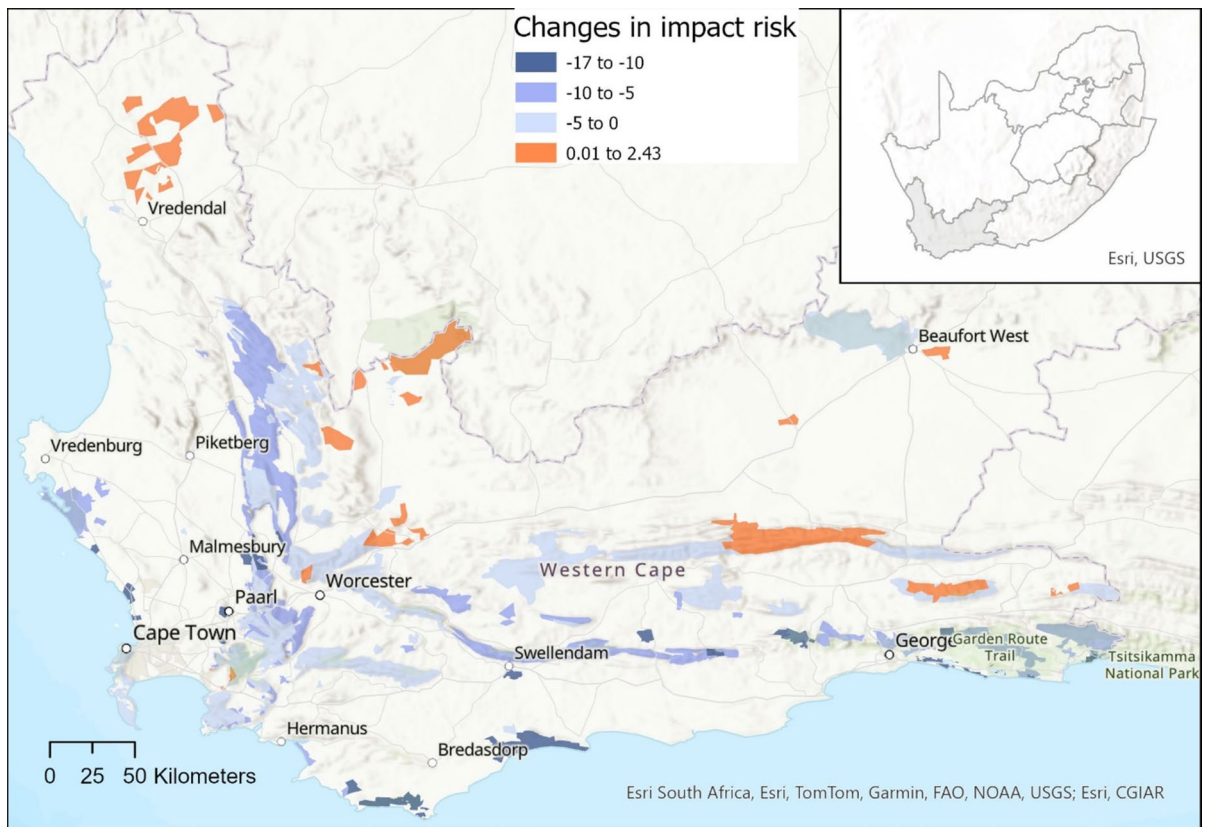 Changes in impact risk
-17 to -10
-10 to -5
-5 to 0
0.01 to 2.43
Esri, USGS
Vredendal
Beaufort West
Vredenburg
Piketberg
Malmesbury
Western Cape
Worcester
Paarl
Cape Town
George
Garden Route
Trail
Swellendam
Tsitsikamma
National Park
Hermanus
Bredasdorp
0 25 50 Kilometers
Esri South Africa, Esri, TomTom, Garmin, FAO, NOAA, USGS; Esri, CGIAR